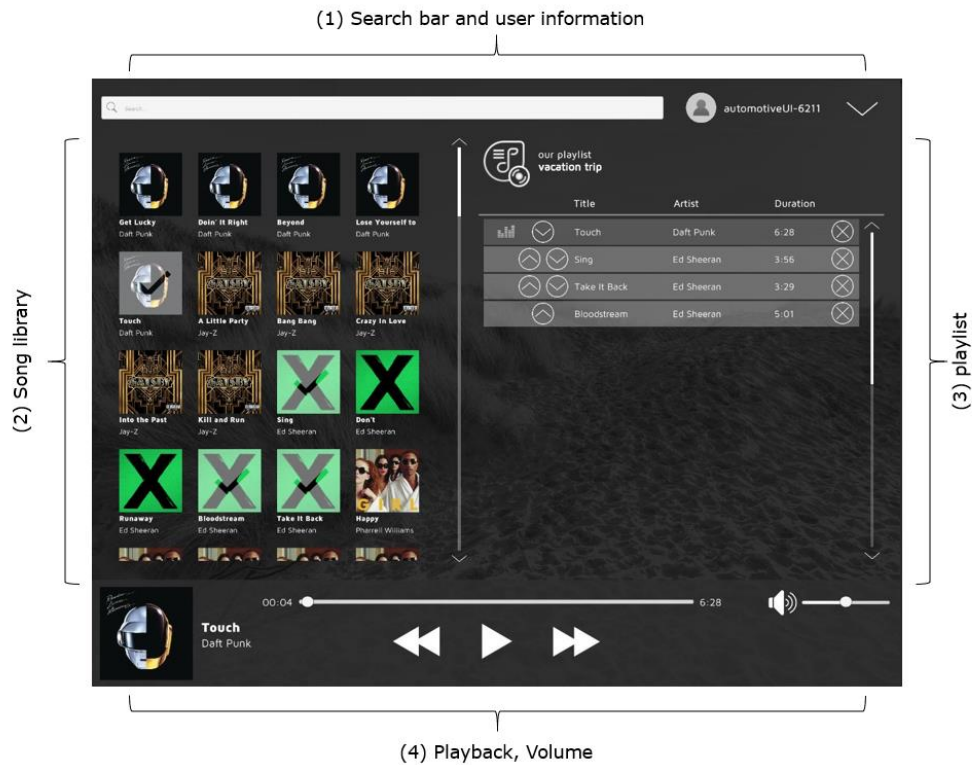 (1) Search bar and user information
Search...
automotiveUI-6211
(2) Song library
Get Lucky
Daft Punk
Doin' It Right
Daft Punk
Beyond
Daft Punk
Lose Yourself to
Daft Punk
Touch
Daft Punk
A Little Party
Jay-Z
Bang Bang
Jay-Z
Crazy In Love
Jay-Z
Into the Past
Jay-Z
Kill and Run
Jay-Z
Sing
Ed Sheeran
Don't
Ed Sheeran
Runaway
Ed Sheeran
Bloodstream
Ed Sheeran
Take It Back
Ed Sheeran
GIRL
Happy
Pharrell Williams
our playlist
vacation trip
Title Artist Duration
Touch Daft Punk 6:28
Sing Ed Sheeran 3:56
Take It Back Ed Sheeran 3:29
Bloodstream Ed Sheeran 5:01
(3) playlist
Touch
Daft Punk
00:04 6:28
(4) Playback, Volume